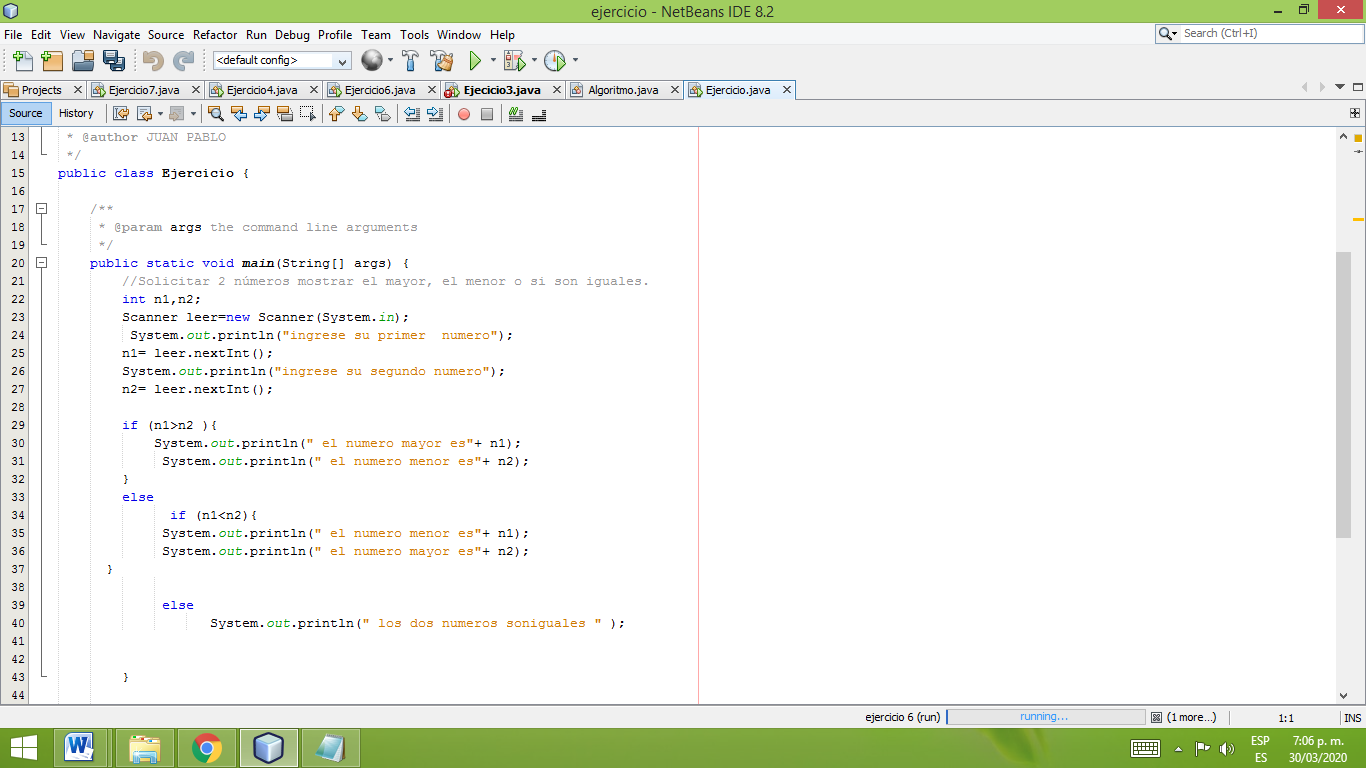 ejercicio - NetBeans IDE 8.2
File Edit View Navigate Source Refactor Run Debug Profile Team Tools Window Help
Search (Ctrl+I)
<default config>
Projects Ejercicio7.java Ejercicio4.java Ejercicio6.java Ejecicio3.java Algoritmo.java Ejercicio.java
Source History
13 * @author JUAN PABLO
14 */
15 public class Ejercicio {
16
17 /**
18 * @param args the command line arguments
19 */
20 public static void main(String[] args) {
21 //Solicitar 2 números mostrar el mayor, el menor o si son iguales.
22 int n1,n2;
23 Scanner leer=new Scanner(System.in);
24 System.out.println("ingrese su primer  numero");
25 n1= leer.nextInt();
26 System.out.println("ingrese su segundo numero");
27 n2= leer.nextInt();
28
29 if (n1>n2 ){
30 System.out.println(" el numero mayor es"+ n1);
31 System.out.println(" el numero menor es"+ n2);
32 }
33 else
34 if (n1<n2){
35 System.out.println(" el numero menor es"+ n1);
36 System.out.println(" el numero mayor es"+ n2);
37 }
38
39 else
40 System.out.println(" los dos numeros soniguales " );
41
42
43 }
44
ejercicio 6 (run) running... (1 more...) 1:1 INS
ESP 7:06 p. m.
ES 30/03/2020